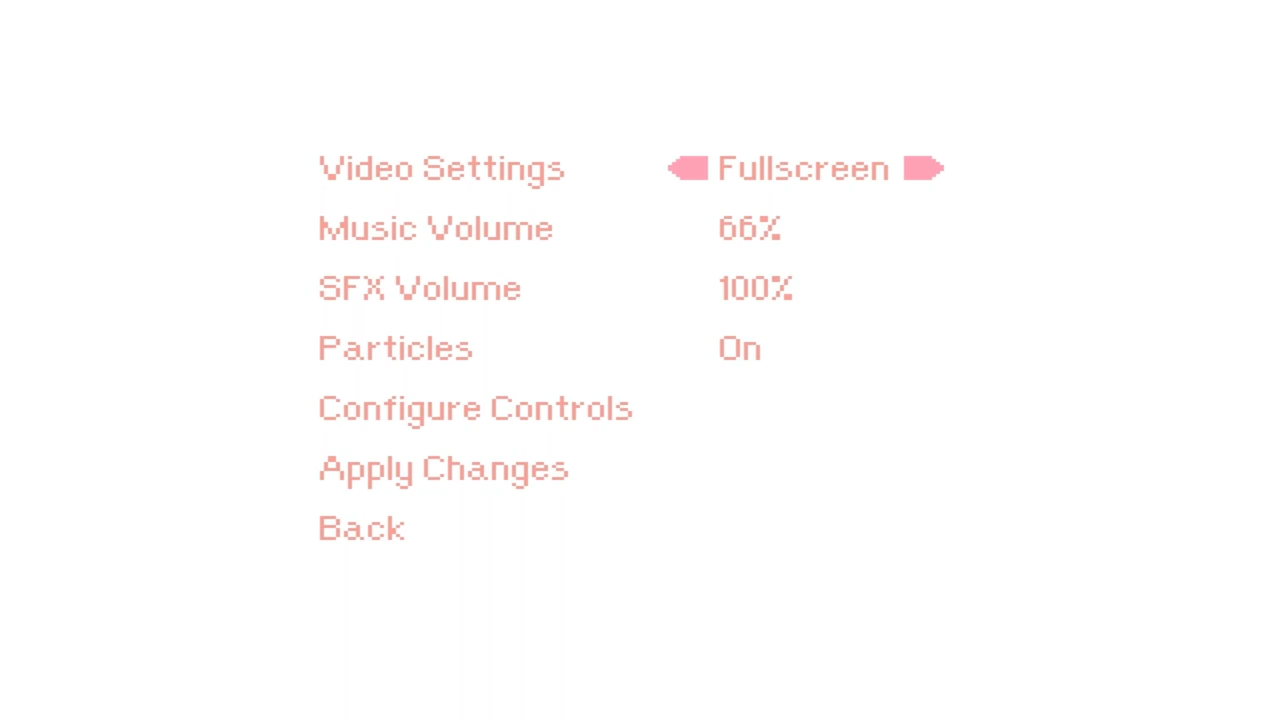 Video Settings Fullscreen
Music Volume 66%
SFX Volume 100%
Particles On
Configure Controls
Apply Changes
Back